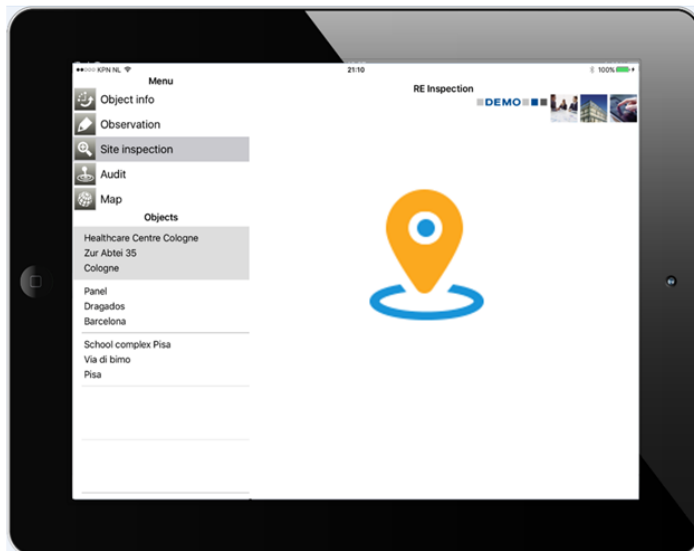 KPN NL
21:10
100%
Menu
RE Inspection
DEMO
Object info
Observation
Site inspection
Audit
Map
Objects
Healthcare Centre Cologne
Zur Abtei 35
Cologne
Panel
Dragados
Barcelona
School complex Pisa
Via di bimo
Pisa